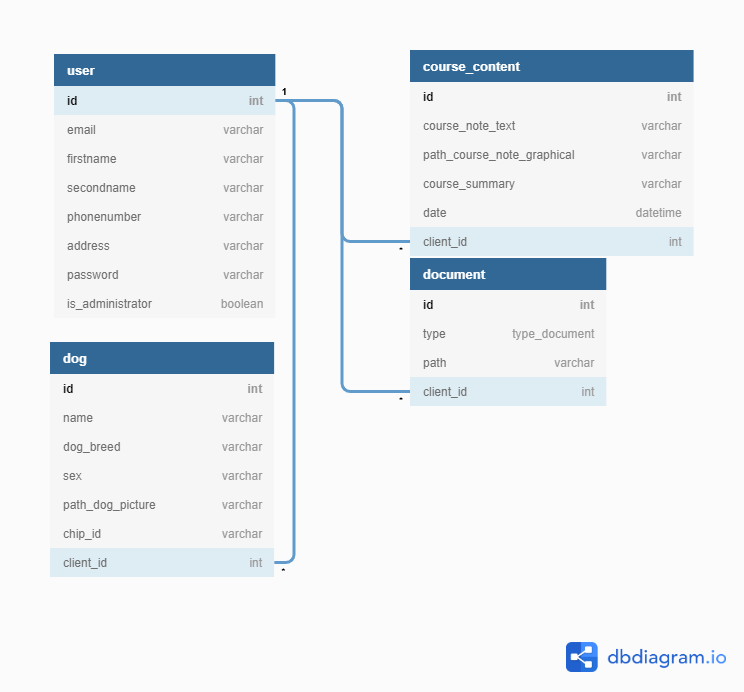 user
id int
email varchar
firstname varchar
secondname varchar
phonenumber varchar
address varchar
password varchar
is_administrator boolean
1
course_content
id int
course_note_text varchar
path_course_note_graphical varchar
course_summary varchar
date datetime
client_id int
*
document
id int
type type_document
path varchar
client_id int
*
dog
id int
name varchar
dog_breed varchar
sex varchar
path_dog_picture varchar
chip_id varchar
client_id int
*
dbdiagram.io